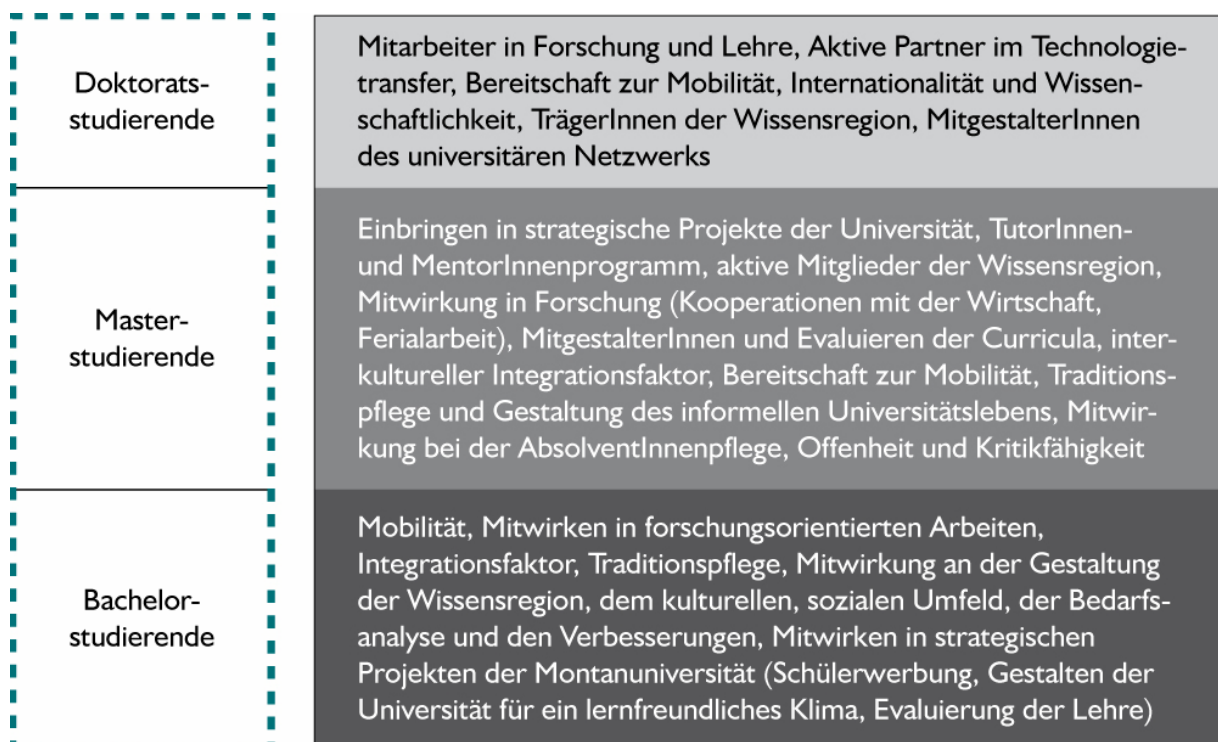 Doktorats-
studierende
Mitarbeiter in Forschung und Lehre, Aktive Partner im Technologie-
transfer, Bereitschaft zur Mobilität, Internationalität und Wissen-
schaftlichkeit, TrägerInnen der Wissensregion, MitgestalterInnen
des universitären Netzwerks
Master-
studierende
Einbringen in strategische Projekte der Universität, TutorInnen-
und MentorInnenprogramm, aktive Mitglieder der Wissensregion,
Mitwirkung in Forschung (Kooperationen mit der Wirtschaft,
Ferialarbeit), MitgestalterInnen und Evaluieren der Curricula, inter-
kultureller Integrationsfaktor, Bereitschaft zur Mobilität, Traditions-
pflege und Gestaltung des informellen Universitätslebens, Mitwir-
kung bei der AbsolventInnenpflege, Offenheit und Kritikfähigkeit
Bachelor-
studierende
Mobilität, Mitwirken in forschungsorientierten Arbeiten,
Integrationsfaktor, Traditionspflege, Mitwirkung an der Gestaltung
der Wissensregion, dem kulturellen, sozialen Umfeld, der Bedarfs-
analyse und den Verbesserungen, Mitwirken in strategischen
Projekten der Montanuniversität (Schülerwerbung, Gestalten der
Universität für ein lernfreundliches Klima, Evaluierung der Lehre)